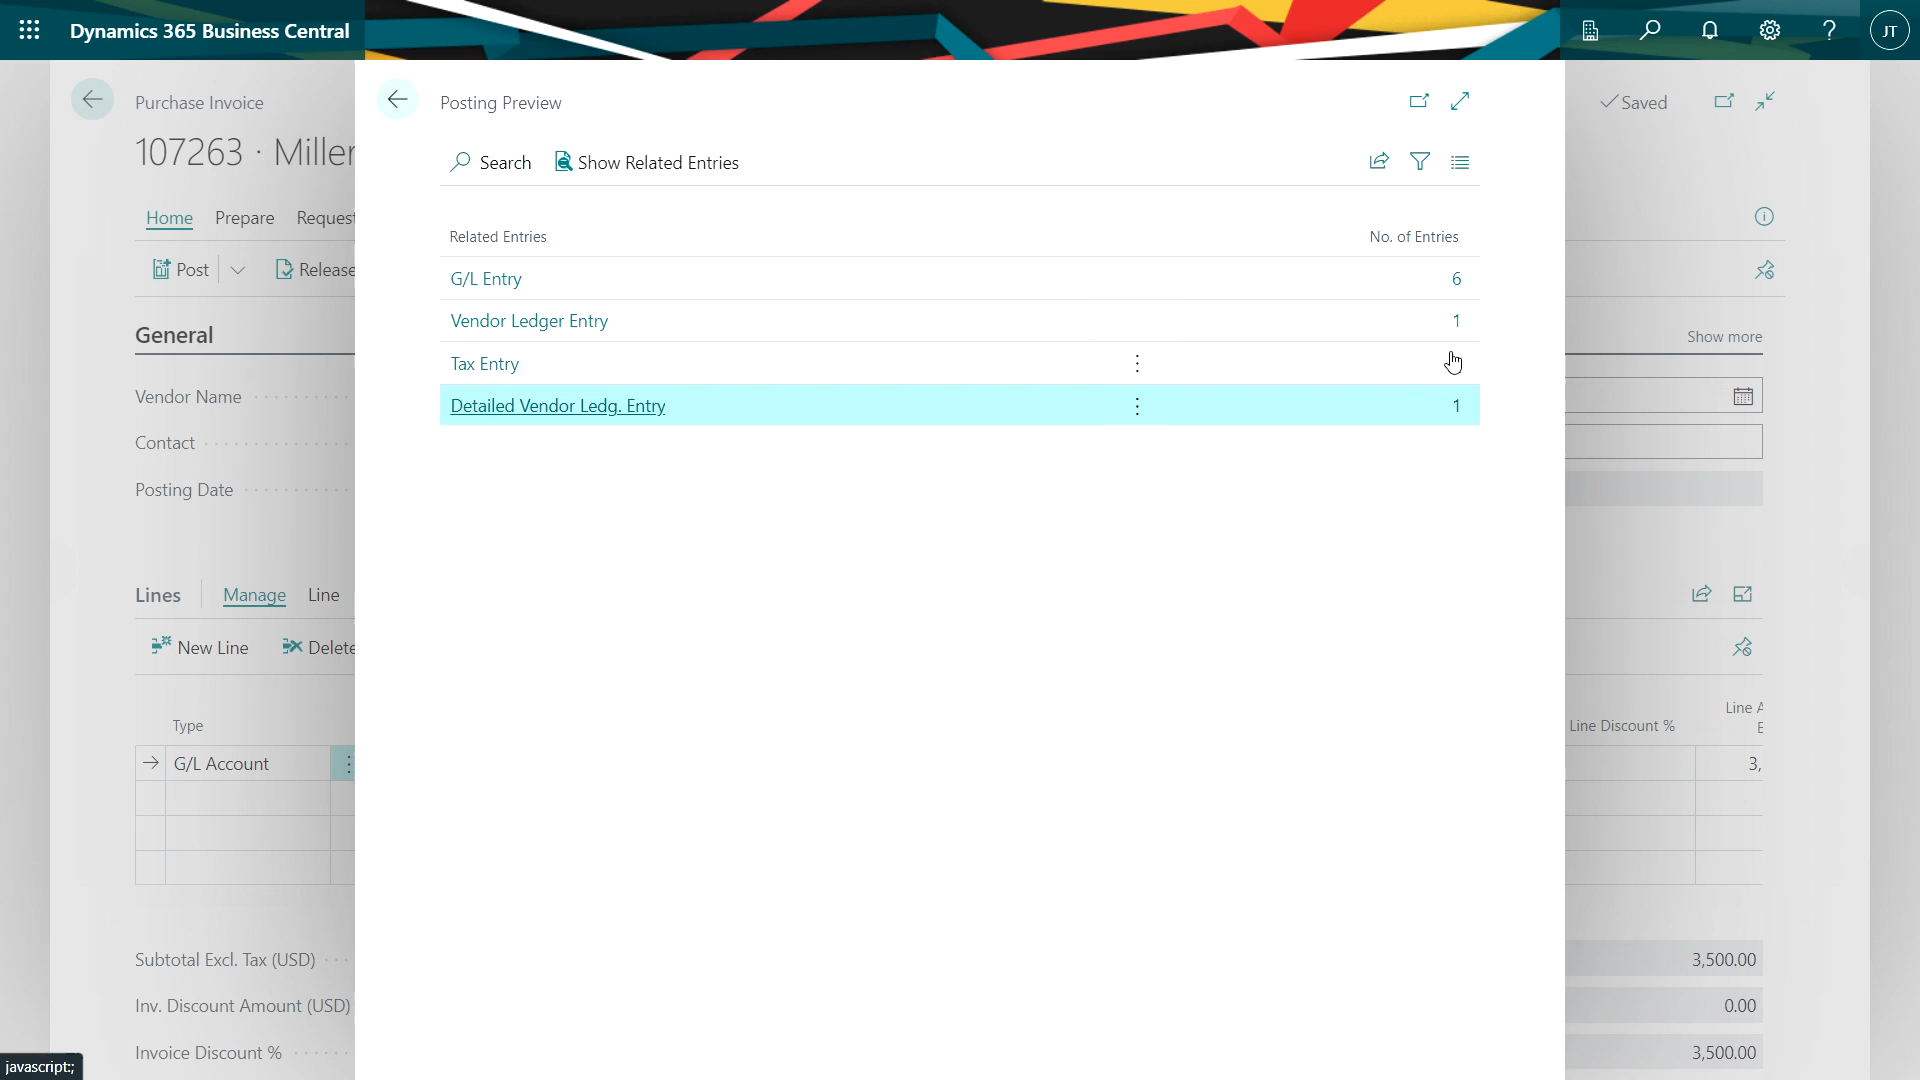 Dynamics 365 Business Central
JT
Purchase Invoice
Posting Preview
Saved
107263 · Miller
Search
Show Related Entries
Home
Prepare
Request
Related Entries
No. of Entries
Post
Release
G/L Entry
6
General
Vendor Ledger Entry
1
Show more
Tax Entry
Vendor Name
Detailed Vendor Ledg. Entry
1
Contact
Posting Date
Lines
Manage
Line
New Line
Delete
Type
Line Discount %
Line A
E
G/L Account
3,
Subtotal Excl. Tax (USD)
3,500.00
Inv. Discount Amount (USD)
0.00
Invoice Discount %
3,500.00
javascript:;